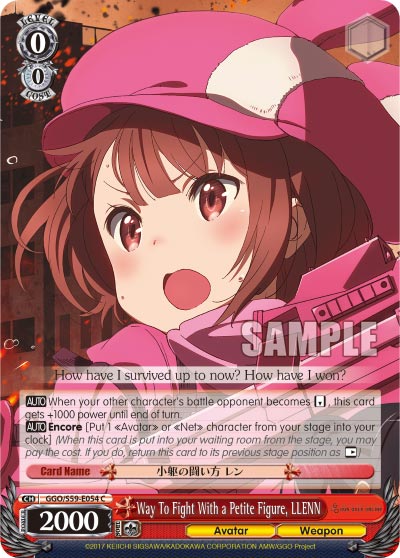 LEVEL
0
0
COST
SAMPLE
How have I survived up to now? How have I won?
AUTO When your other character's battle opponent becomes [ ], this card
gets +1000 power until end of turn.
AUTO Encore [Put 1 «Avatar» or «Net» character from your stage into your
clock] (When this card is put into your waiting room from the stage, you may
pay the cost. If you do, return this card to its previous stage position as [ ])
Card Name 小躯の闘い方 レン
CH GGO/S59-E054 C
Way To Fight With a Petite Figure, LLENN
POWER
2000
Avatar
Weapon
©2017 KEIICHI SIGSAWA/KADOKAWA CORPORATION AMW/GGO Project